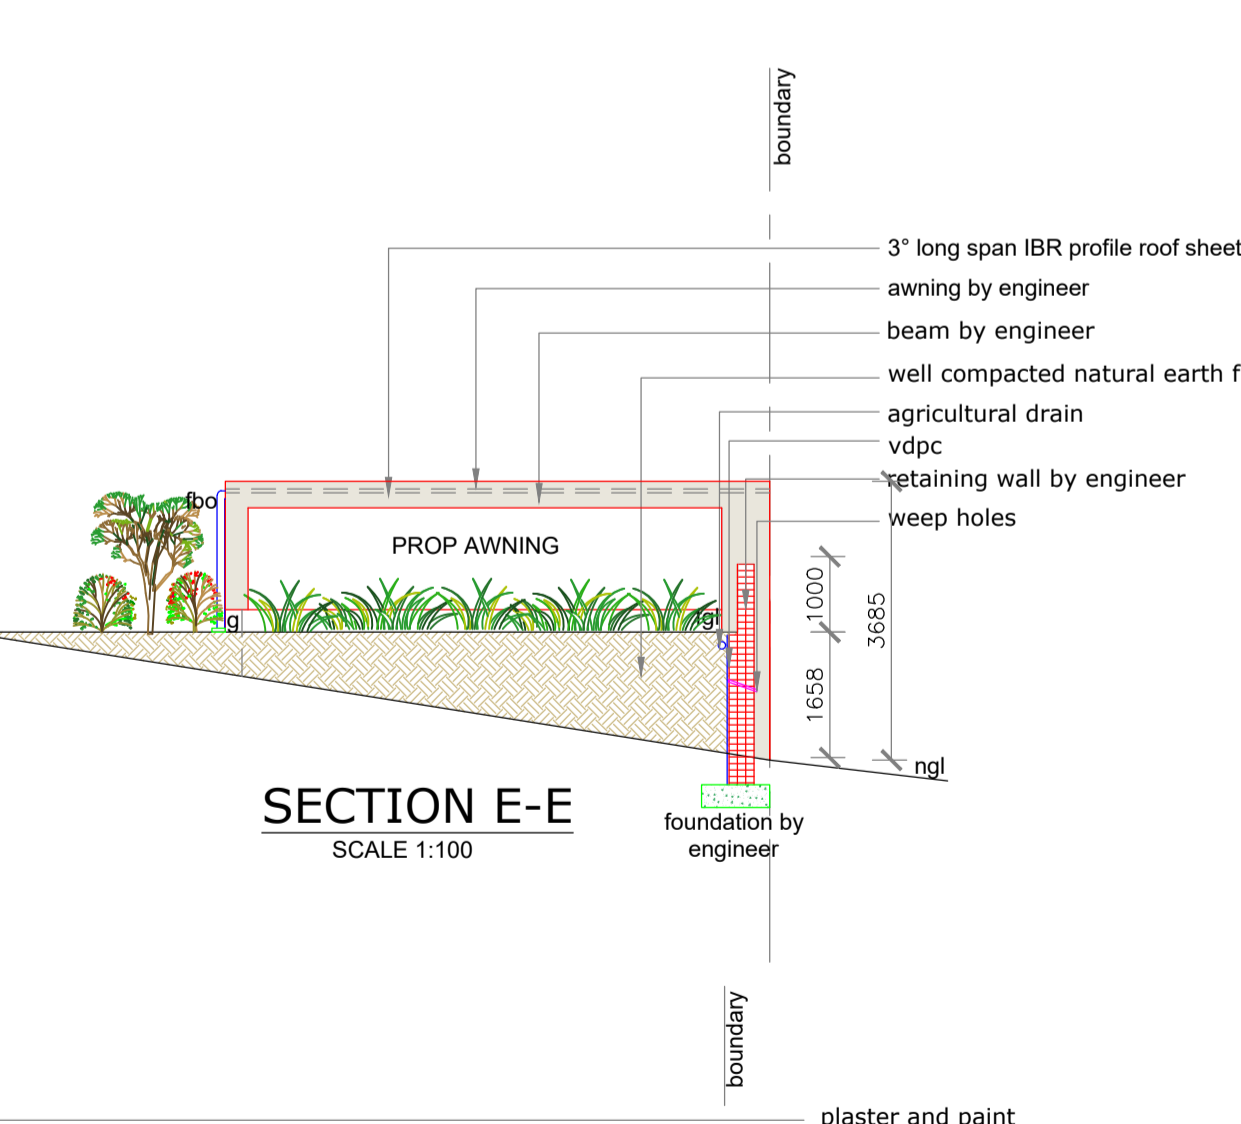 boundary
3° long span IBR profile roof sheet
awning by engineer
beam by engineer
well compacted natural earth f
agricultural drain
vdpc
retaining wall by engineer
fbo
weep holes
PROP AWNING
1000
3685
g
fgl
1658
ngl
SECTION E-E
SCALE 1:100
foundation by
engineer
boundary
plaster and paint